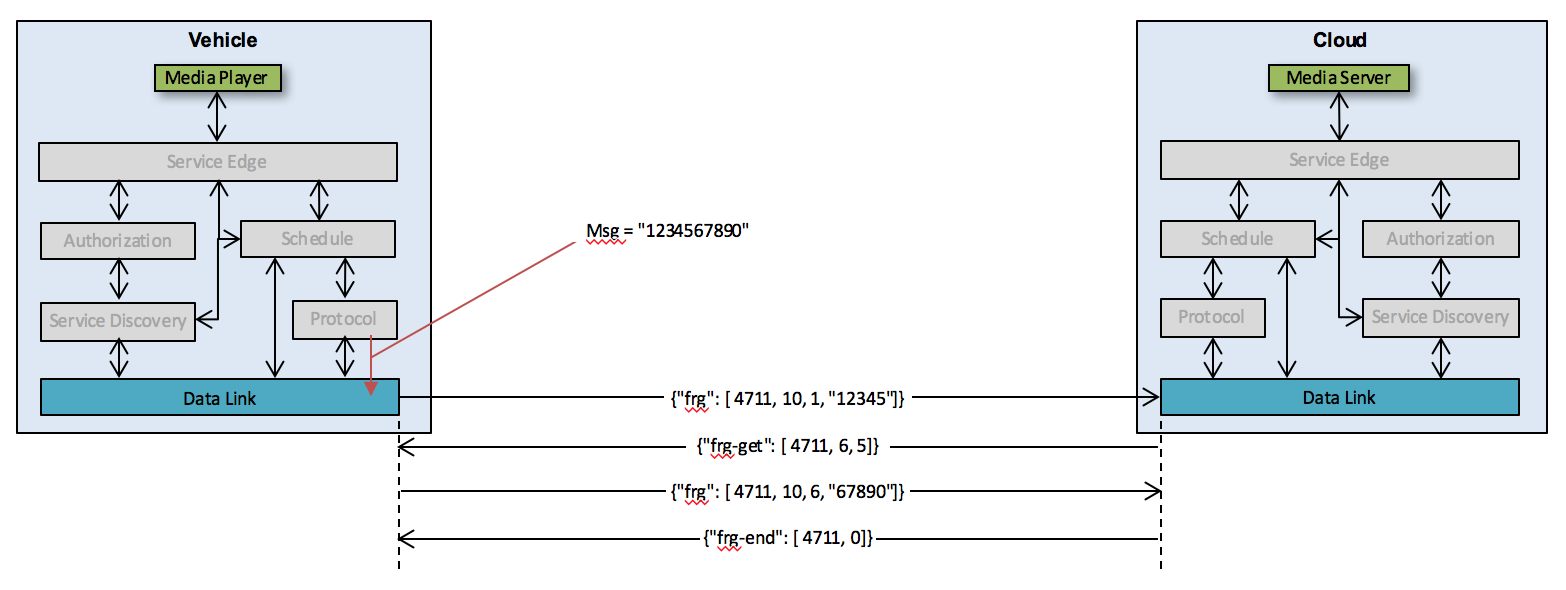 Vehicle
Cloud
Media Player
Media Server
Service Edge
Service Edge
Authorization
Schedule
Msg = "1234567890"
Schedule
Authorization
Service Discovery
Protocol
Protocol
Service Discovery
Data Link
{"frg": [ 4711, 10, 1, "12345"]}
Data Link
{"frg-get": [ 4711, 6, 5]}
{"frg": [ 4711, 10, 6, "67890"]}
{"frg-end": [ 4711, 0]}